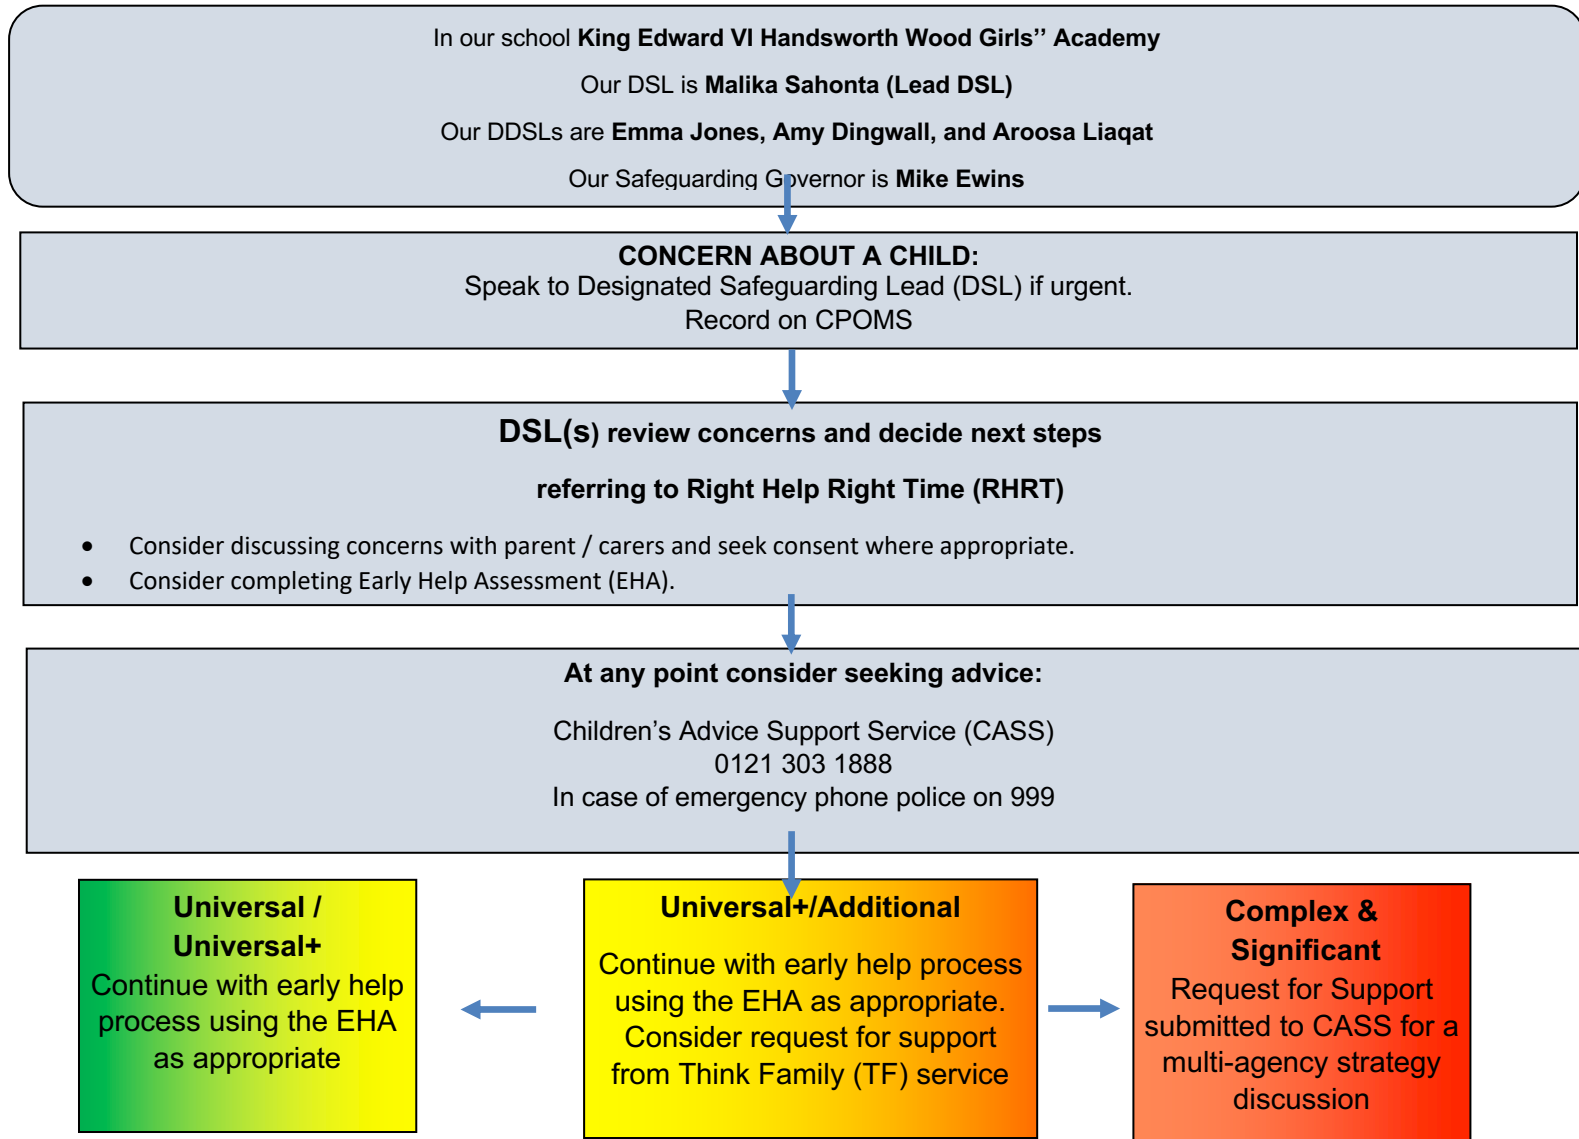 In our school King Edward VI Handsworth Wood Girls’’ Academy
Our DSL is Malika Sahonta (Lead DSL)
Our DDSLs are Emma Jones, Amy Dingwall, and Aroosa Liaqat
Our Safeguarding Governor is Mike Ewins
CONCERN ABOUT A CHILD:
Speak to Designated Safeguarding Lead (DSL) if urgent.
Record on CPOMS
DSL(s) review concerns and decide next steps
referring to Right Help Right Time (RHRT)
• Consider discussing concerns with parent / carers and seek consent where appropriate.
• Consider completing Early Help Assessment (EHA).
At any point consider seeking advice:
Children’s Advice Support Service (CASS)
0121 303 1888
In case of emergency phone police on 999
Universal /
Universal+
Continue with early help
process using the EHA
as appropriate
Universal+/Additional
Continue with early help process
using the EHA as appropriate.
Consider request for support
from Think Family (TF) service
Complex &
Significant
Request for Support
submitted to CASS for a
multi-agency strategy
discussion